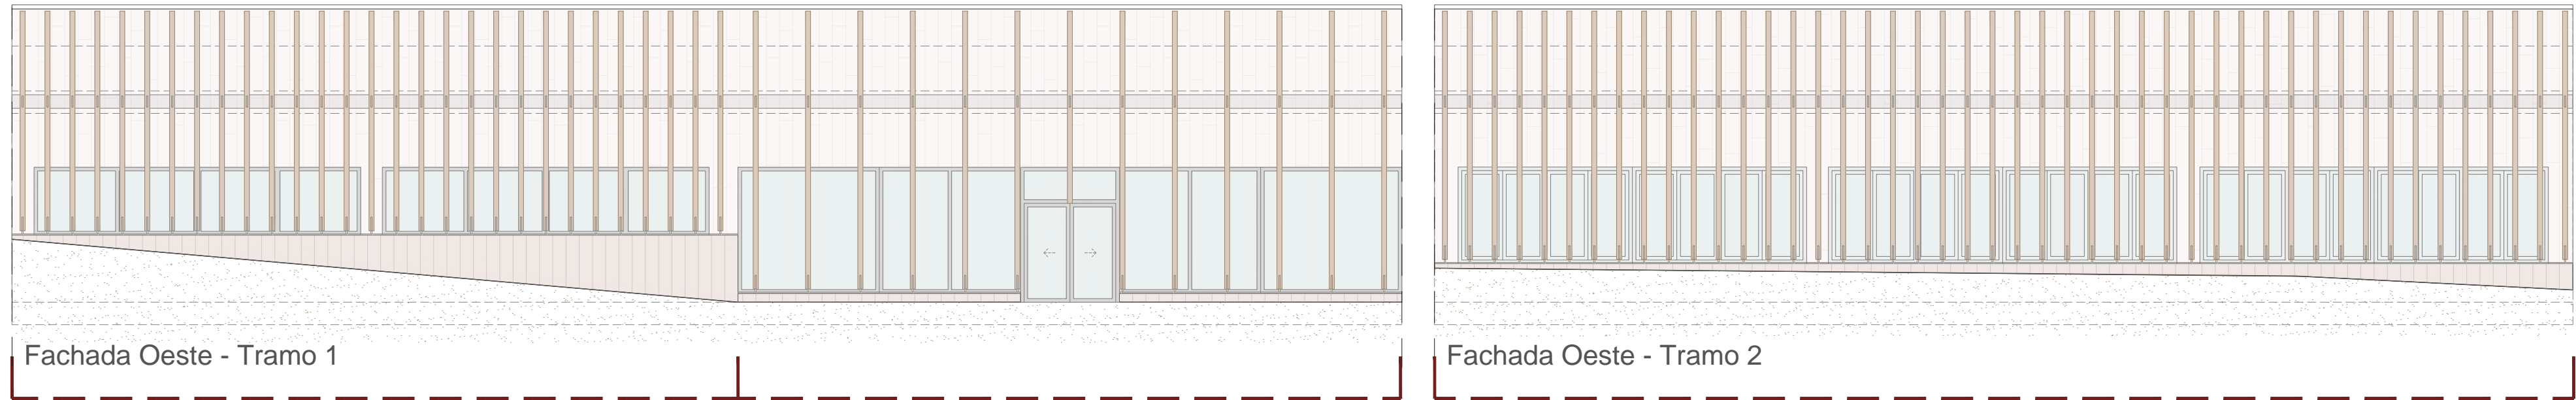 Fachada Oeste - Tramo 1
Fachada Oeste - Tramo 2